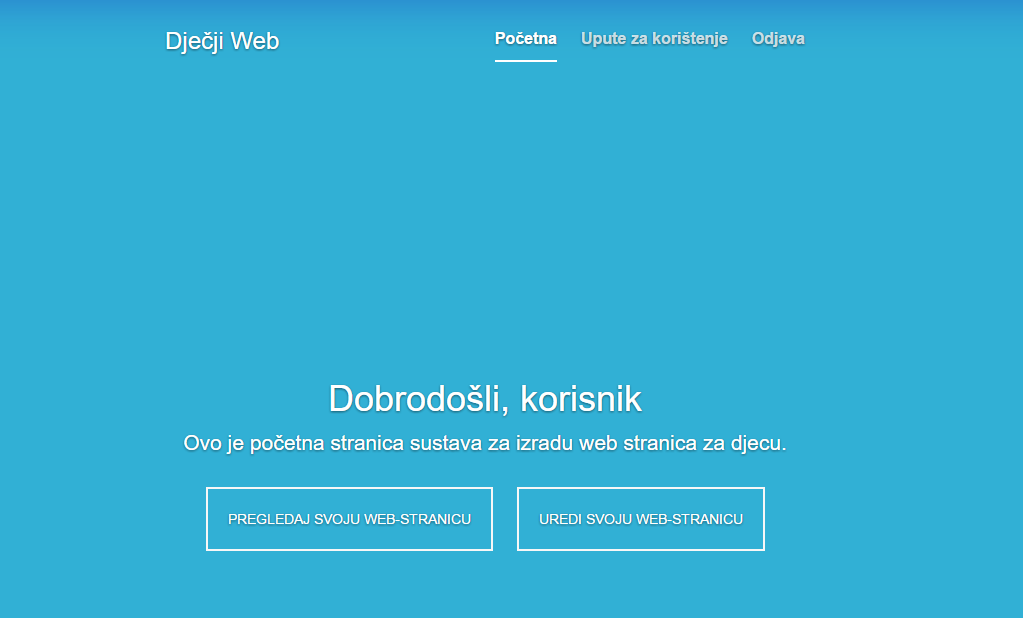 Dječji Web
Početna Upute za korištenje Odjava
Dobrodošli, korisnik
Ovo je početna stranica sustava za izradu web stranica za djecu.
PREGLEDAJ SVOJU WEB-STRANICU
UREDI SVOJU WEB-STRANICU